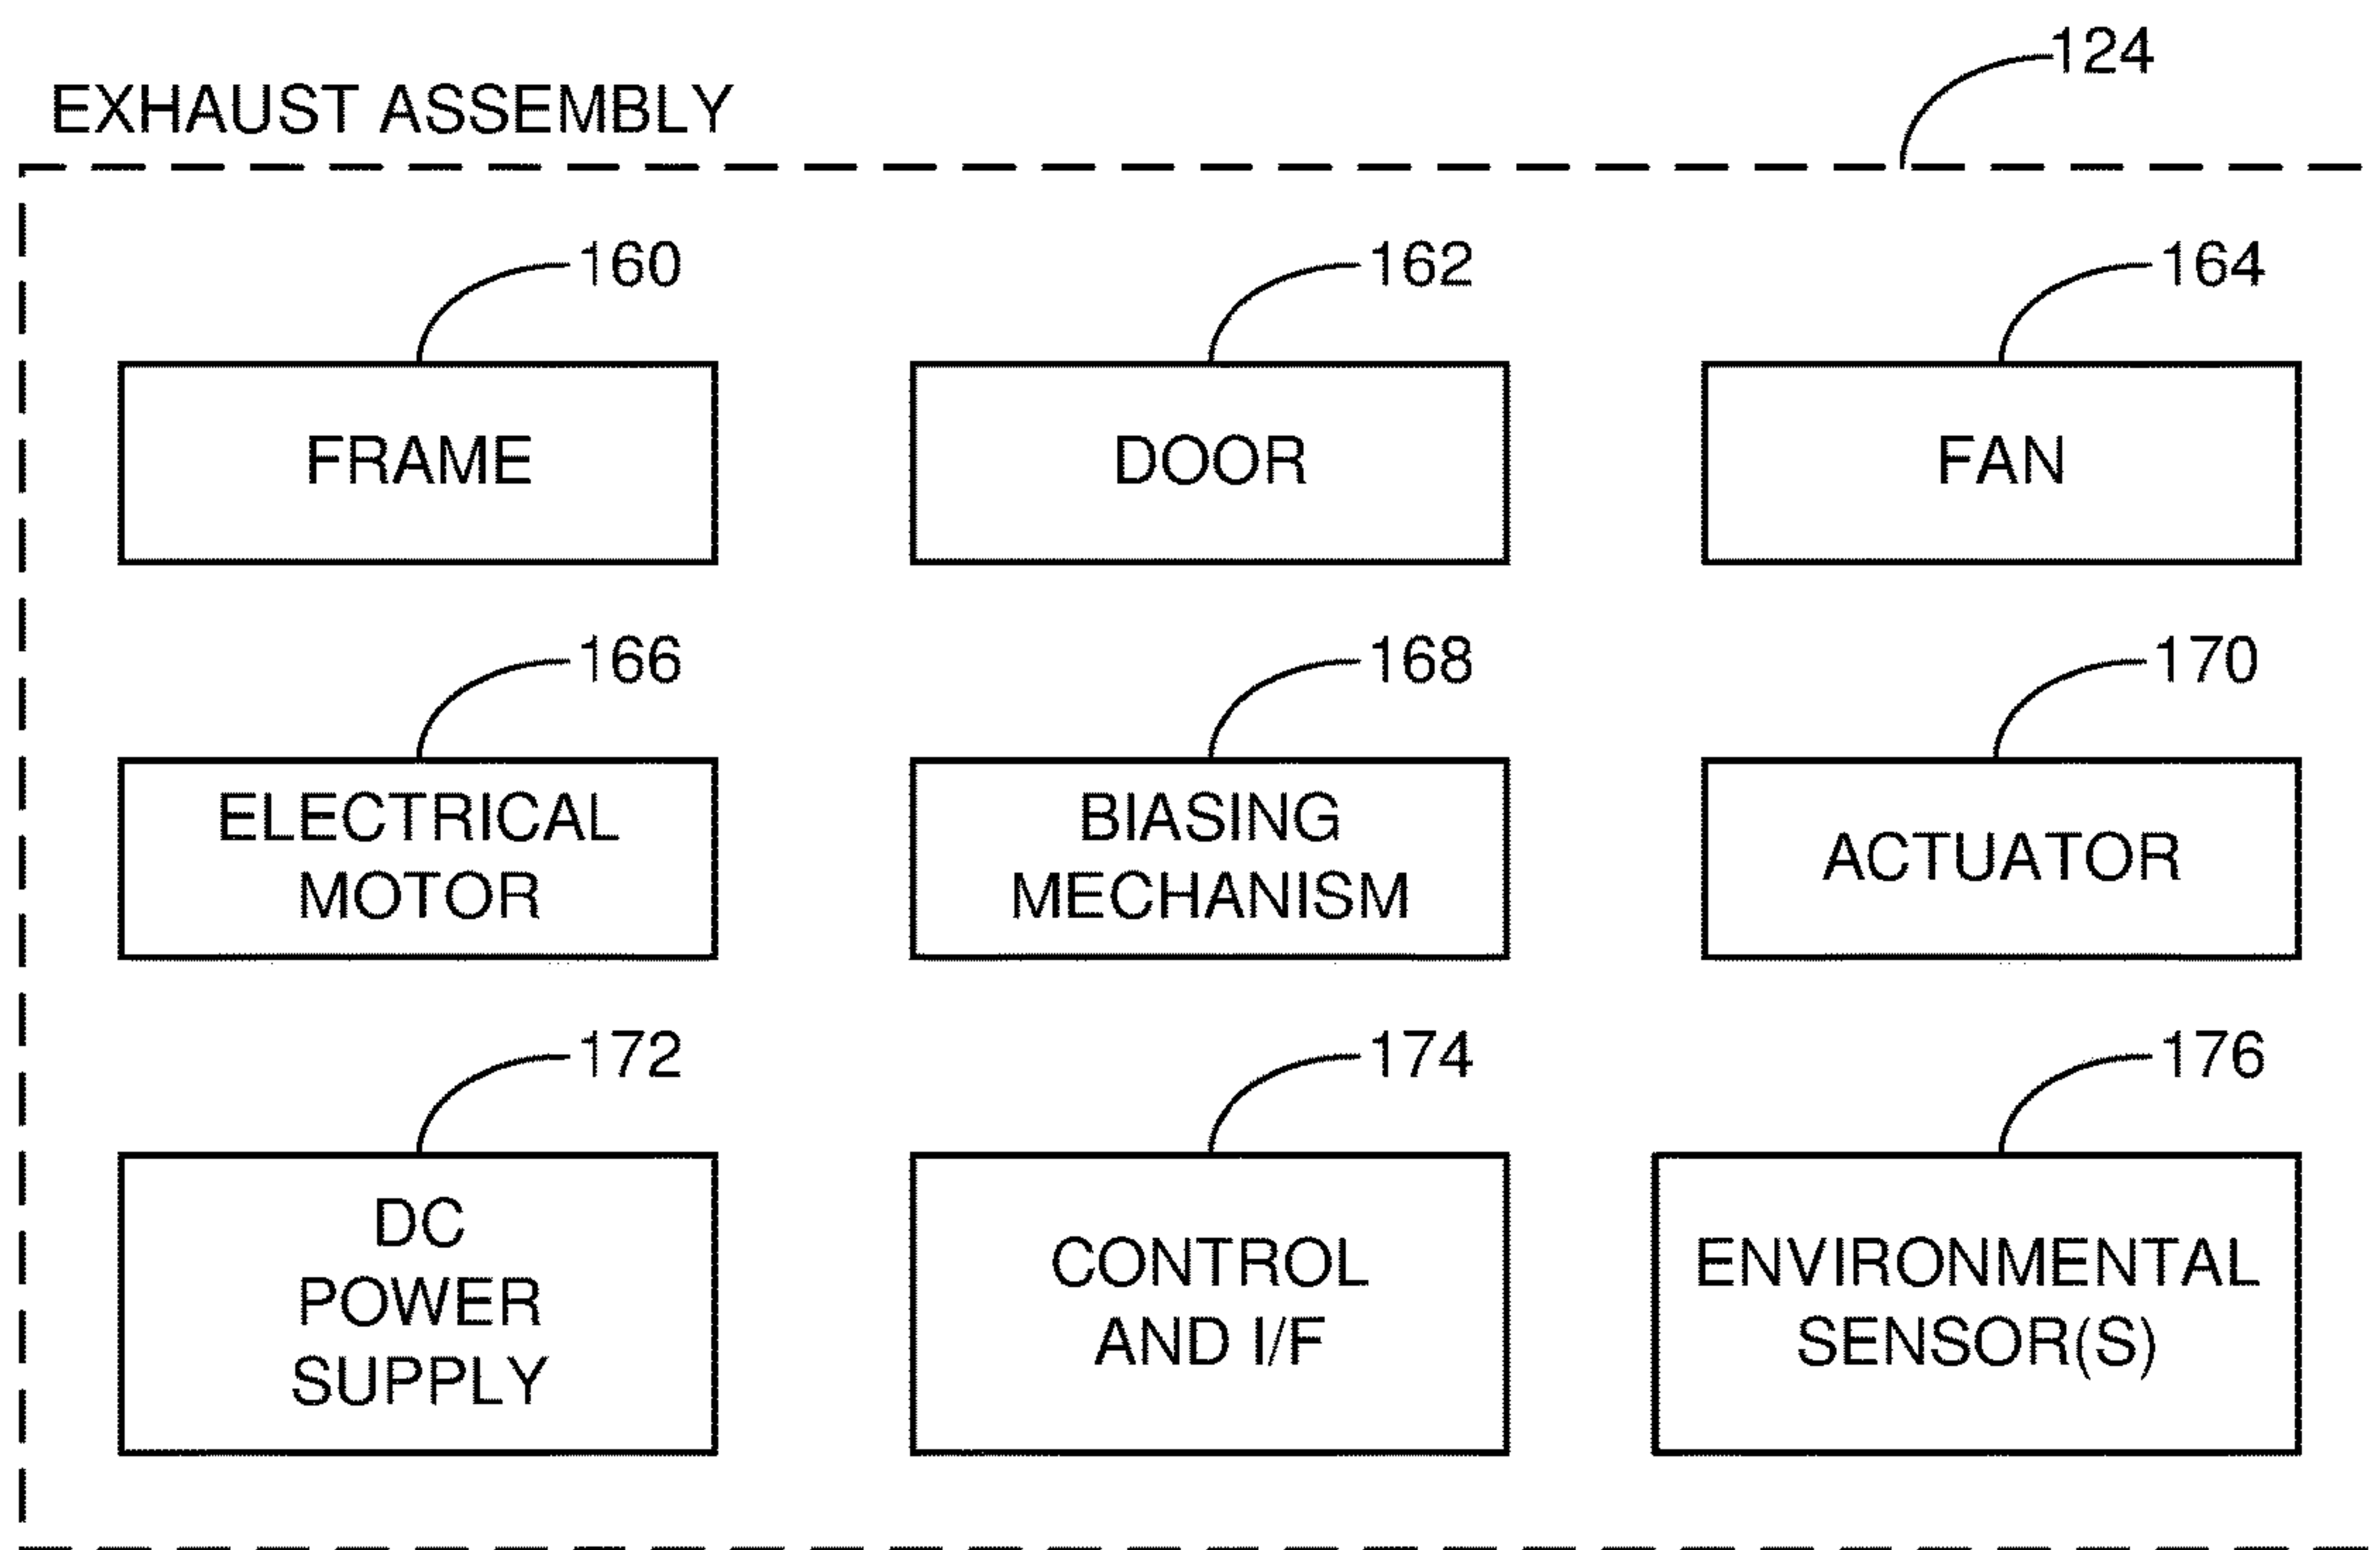 124
EXHAUST ASSEMBLY
160
162
164
FRAME
DOOR
FAN
166
168
170
ELECTRICAL
MOTOR
BIASING
MECHANISM
ACTUATOR
172
174
176
DC
POWER
SUPPLY
CONTROL
AND I/F
ENVIRONMENTAL
SENSOR(S)